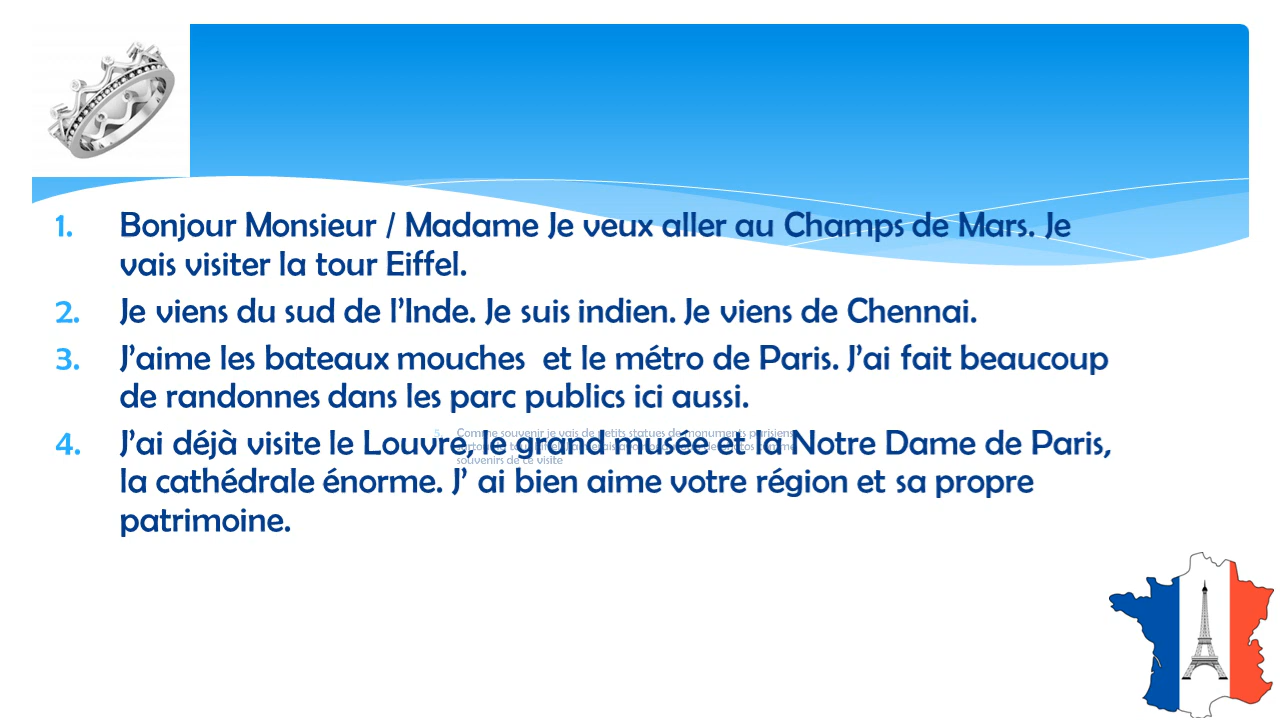 1. Bonjour Monsieur / Madame Je veux aller au Champs de Mars. Je
vais visiter la tour Eiffel.
2. Je viens du sud de l’Inde. Je suis indien. Je viens de Chennai.
3. J’aime les bateaux mouches et le métro de Paris. J’ai fait beaucoup
de randonnes dans les parc publics ici aussi.
4. J’ai déjà visite le Louvre, le grand musée et la Notre Dame de Paris,
la cathédrale énorme. J’ ai bien aime votre région et sa propre
patrimoine.
5. Comme souvenir je vais de petits statues de monuments parisiens
souvenirs de ce visite